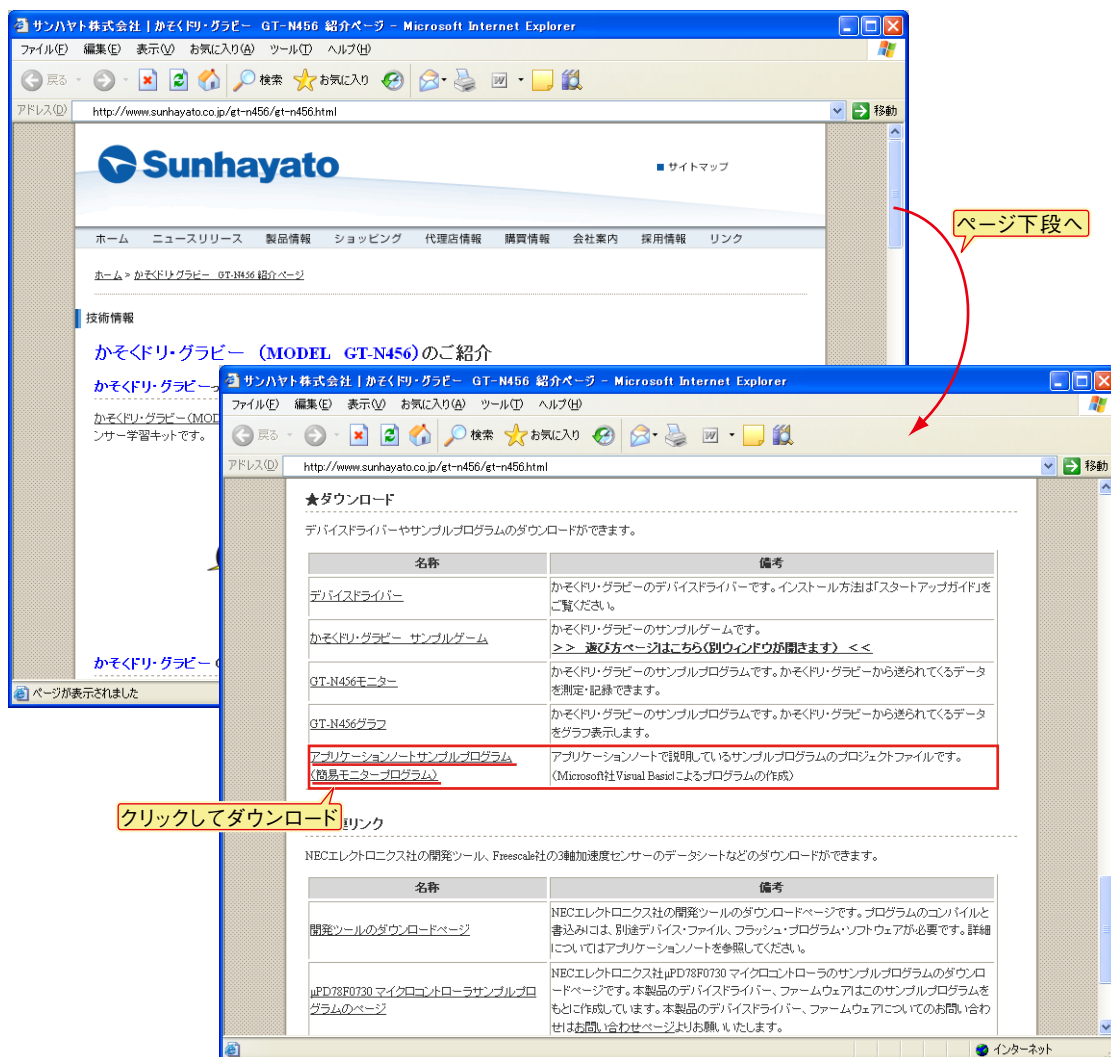 サンハヤト株式会社 | かそくドリ・グラビー GT-N456 紹介ページ - Microsoft Internet Explorer
ファイル(F) 編集(E) 表示(V) お気に入り(A) ツール(T) ヘルプ(H)
戻る 検索 お気に入り
アドレス(D) http://www.sunhayato.co.jp/gt-n456/gt-n456.html 移動
Sunhayato
サイトマップ
ホーム ニュースリリース 製品情報 ショッピング 代理店情報 購買情報 会社案内 採用情報 リンク
ホーム > かそくドリ・グラビー GT-N456 紹介ページ
技術情報
かそくドリ・グラビー (MODEL GT-N456)のご紹介
かそくドリ・グラビーっ
かそくドリ・グラビー(MOD
ンサー学習キットです。
かそくドリ・グラビー
ページが表示されました
ページ下段へ
サンハヤト株式会社 | かそくドリ・グラビー GT-N456 紹介ページ - Microsoft Internet Explorer
ファイル(F) 編集(E) 表示(V) お気に入り(A) ツール(T) ヘルプ(H)
戻る 検索 お気に入り
アドレス(D) http://www.sunhayato.co.jp/gt-n456/gt-n456.html 移動
★ダウンロード
デバイスドライバーやサンプルプログラムのダウンロードができます。
名称 備考
デバイスドライバー
かそくドリ・グラビーのデバイスドライバーです。インストール方法は「スタートアップガイド」を
ご覧ください。
かそくドリ・グラビー サンプルゲーム
かそくドリ・グラビーのサンプルゲームです。
>> 遊び方ページはこちら(別ウィンドウが開きます) <<
GT-N456モニター
かそくドリ・グラビーのサンプルプログラムです。かそくドリ・グラビーから送られてくるデータ
を測定・記録できます。
GT-N456グラフ
かそくドリ・グラビーのサンプルプログラムです。かそくドリ・グラビーから送られてくるデータ
をグラフ表示します。
アプリケーションノートサンプルプログラム
(簡易モニタープログラム)
アプリケーションノートで説明しているサンプルプログラムのプロジェクトファイルです。
(Microsoft社Visual Basicによるプログラムの作成)
クリックしてダウンロード
リンク
NECエレクトロニクス社の開発ツール、Freescale社の3軸加速度センサーのデータシートなどのダウンロードができます。
名称 備考
開発ツールのダウンロードページ
NECエレクトロニクス社の開発ツールのダウンロードページです。プログラムのコンパイルと
書込みには、別途デバイス・ファイル、フラッシュ・プログラム・ソフトウェアが必要です。詳細
についてはアプリケーションノートを参照してください。
μPD78F0730 マイクロコントローラサンプルプロ
グラムのページ
NECエレクトロニクス社μPD78F0730 マイクロコントローラのサンプルプログラムのダウンロ
ードページです。本製品のデバイスドライバー、ファームウェアはこのサンプルプログラムを
もとに作成しています。本製品のデバイスドライバー、ファームウェアについてのお問い合わ
せはお問い合わせページよりお願いいたします。
インターネット